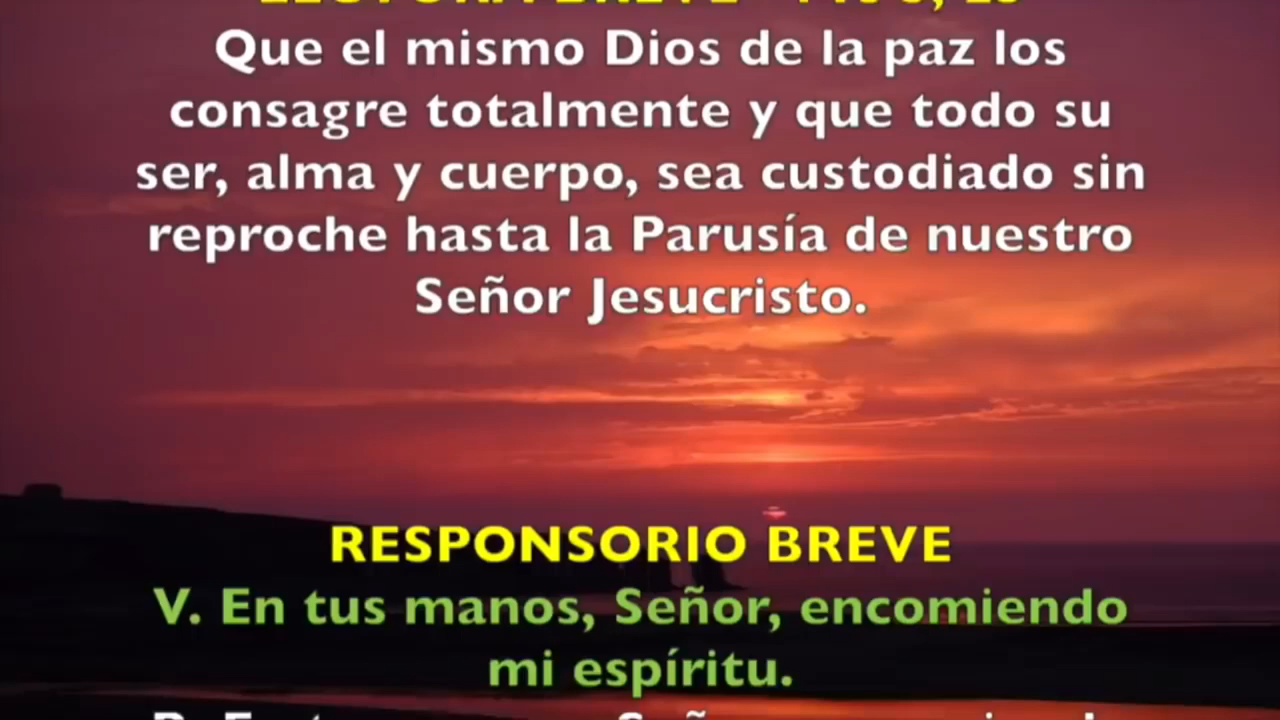 Que el mismo Dios de la paz los
consagre totalmente y que todo su
ser, alma y cuerpo, sea custodiado sin
reproche hasta la Parusía de nuestro
Señor Jesucristo.
RESPONSORIO BREVE
V. En tus manos, Señor, encomiendo
mi espíritu.